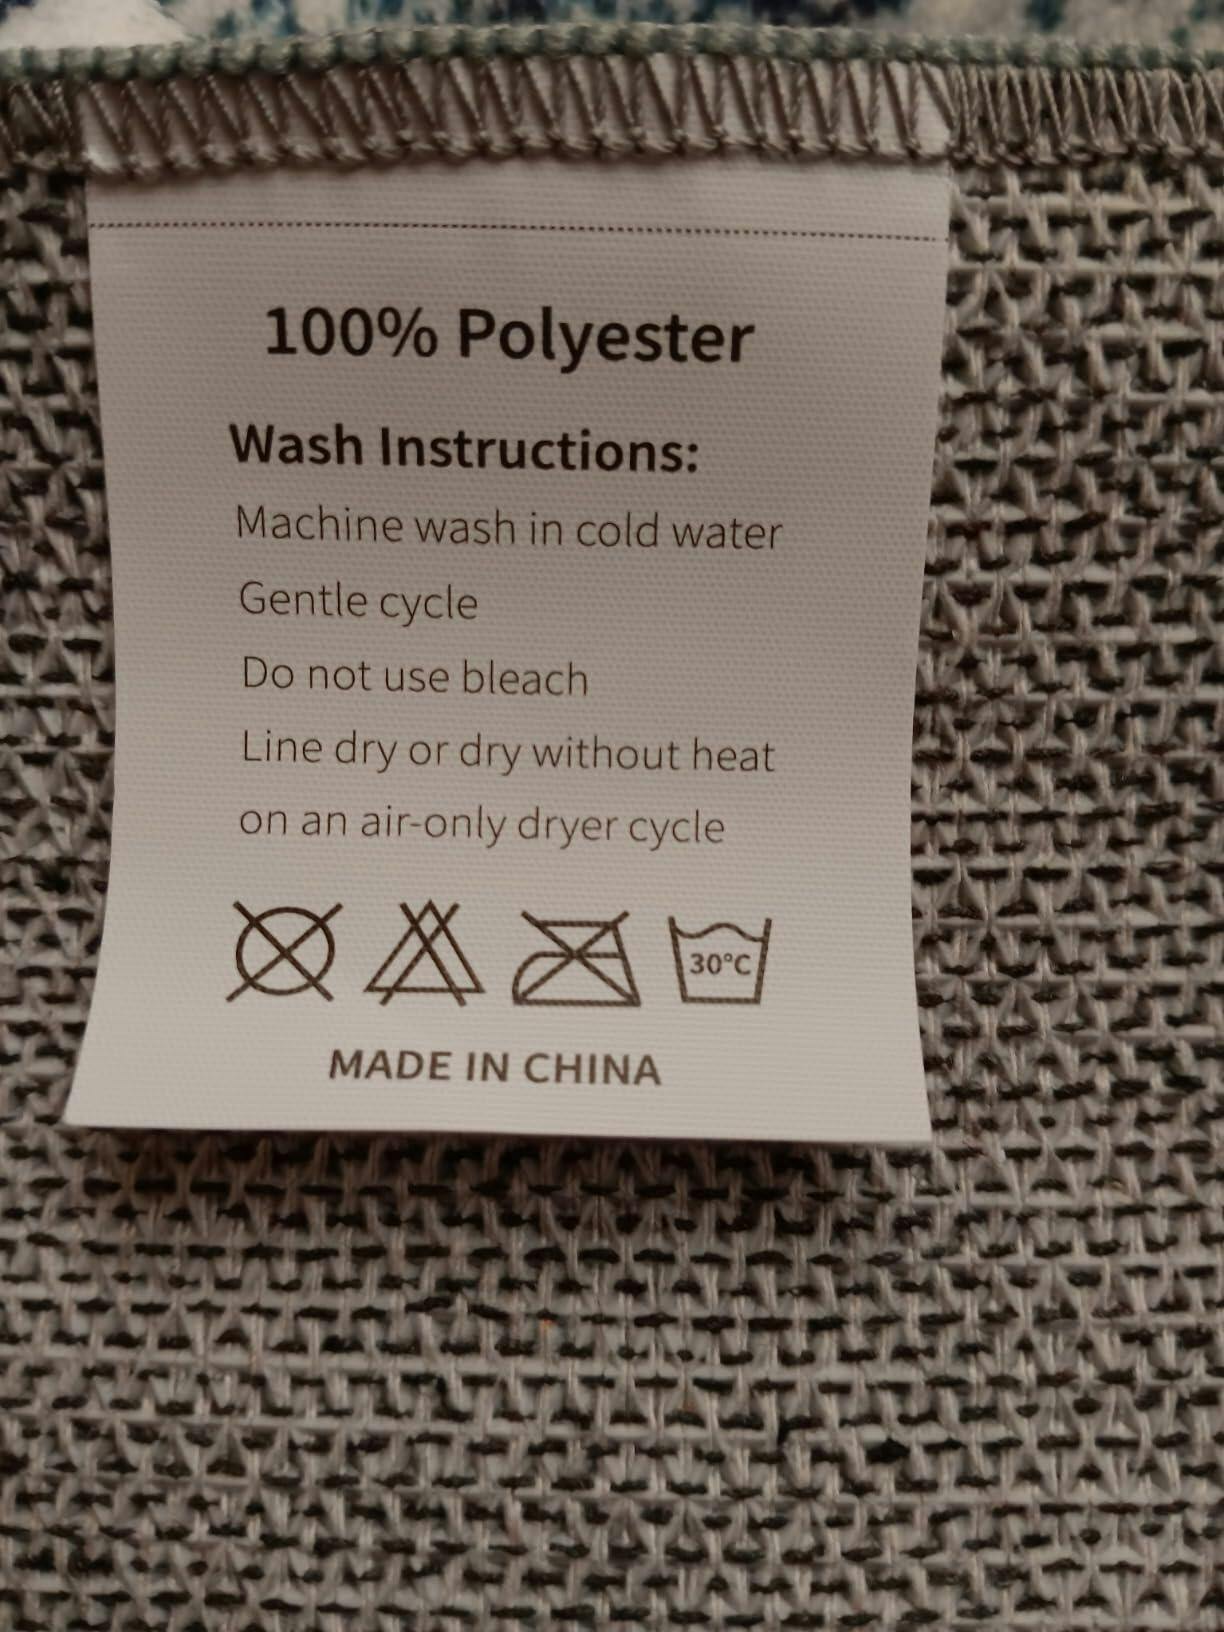 100% Polyester
Wash Instructions:
Machine wash in cold water
Gentle cycle
Do not use bleach
Line dry or dry without heat
on an air-only dryer cycle
30°C
MADE IN CHINA